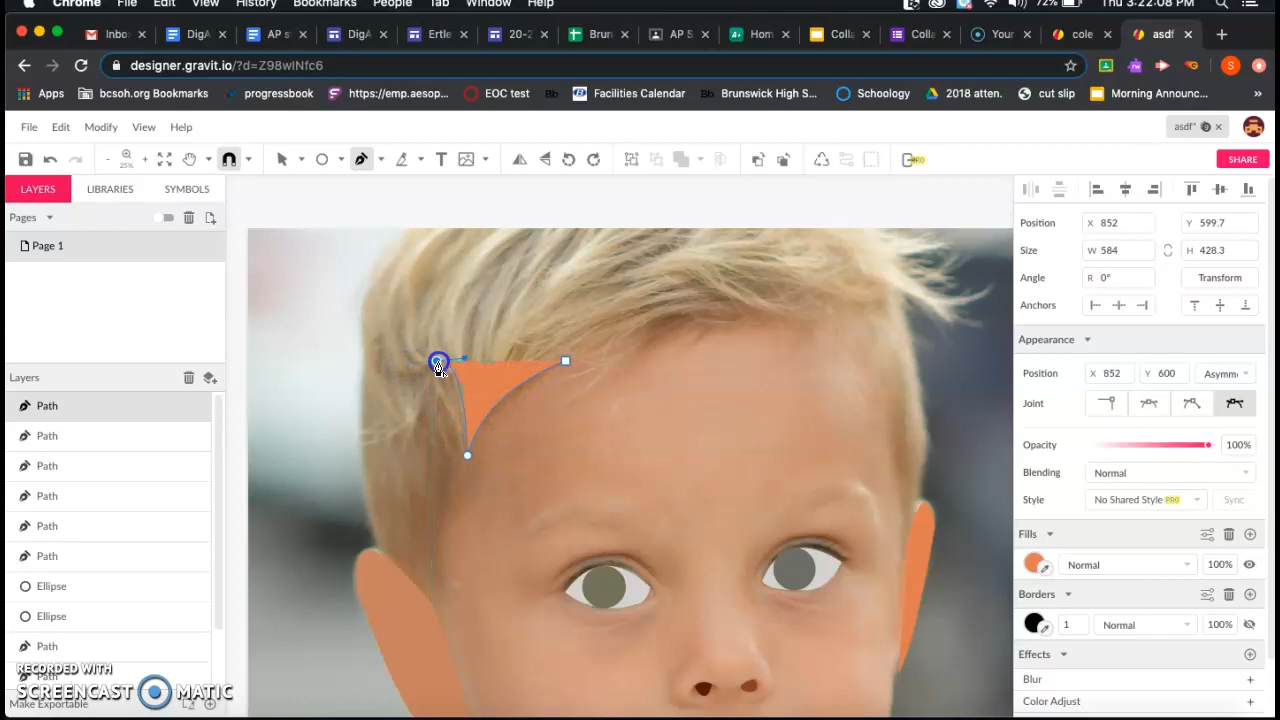 Chrome File Edit View History Bookmarks People Tab Window Help 72% Thu 3:22:08 PM
Inbo DigA AP s DigA Ertle 20-2 Brun AP S Hom Colla Colla Your cole asdf
designer.gravit.io/?d=Z98wINfc6
Apps bcsoh.org Bookmarks progressbook https://emp.aesop... EOC test Bb Facilities Calendar Bb Brunswick High S... Schoology 2018 atten. cut slip Morning Announc... »
File Edit Modify View Help asdf*
25% PRO SHARE
LAYERS LIBRARIES SYMBOLS
Pages
Page 1
Layers
Path
Path
Path
Path
Path
Path
Ellipse
Ellipse
Path
Path
Make Exportable
RECORDED WITH
SCREENCAST MATIC
Position X 852 Y 599.7
Size W 584 H 428.3
Angle R 0° Transform
Anchors
Appearance
Position X 852 Y 600 Asymm
Joint
Opacity 100%
Blending Normal
Style No Shared Style PRO Sync
Fills
Normal 100%
Borders
1 Normal 100%
Effects
Blur
Color Adjust